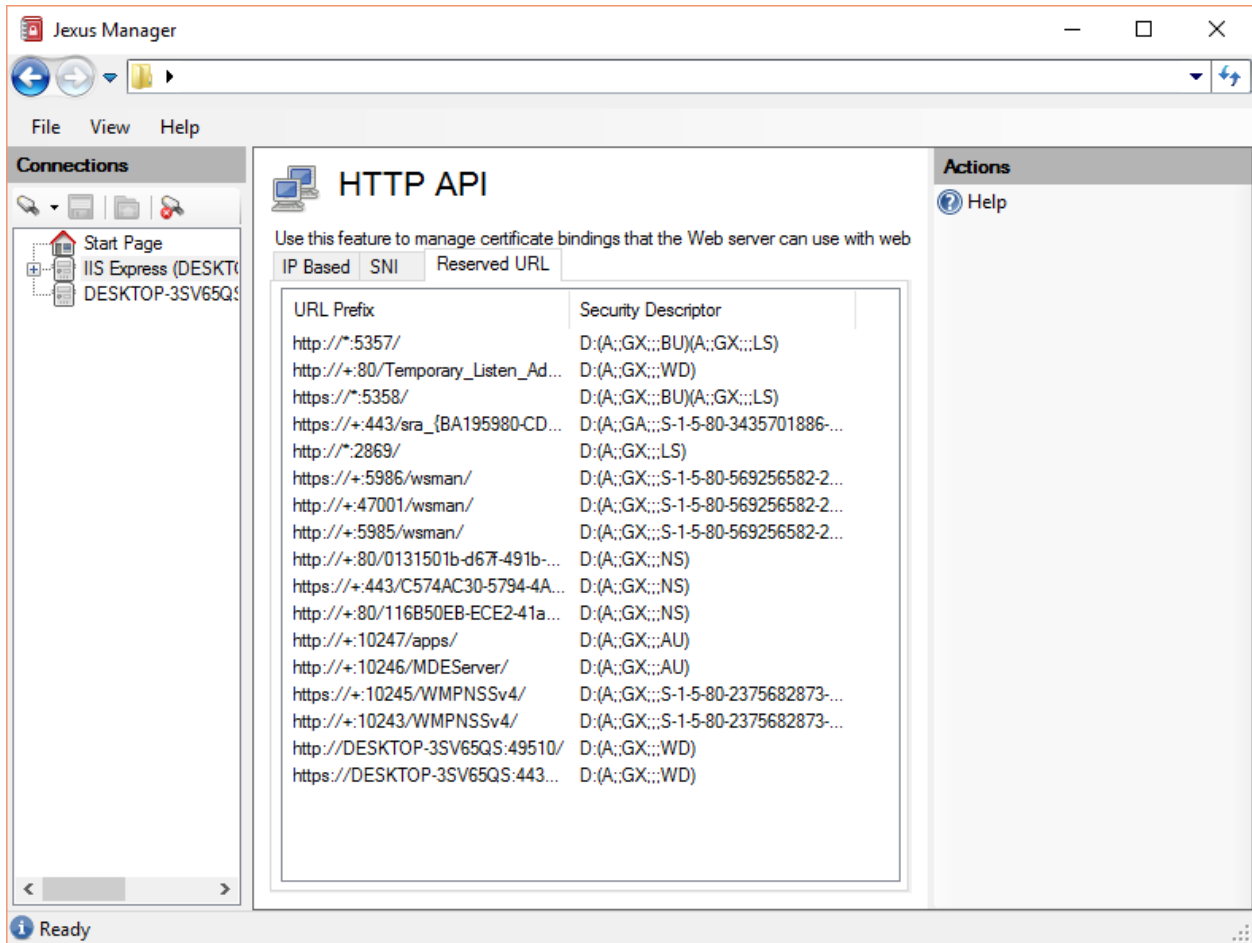 Jexus Manager
File View Help
Connections
Start Page
IIS Express (DESKT
DESKTOP-3SV65QS
HTTP API
Use this feature to manage certificate bindings that the Web server can use with web
IP Based SNI Reserved URL
URL Prefix Security Descriptor
http://*:5357/ D:(A;;GX;;;BU)(A;;GX;;;LS)
http://+:80/Temporary_Listen_Ad... D:(A;;GX;;;WD)
https://*:5358/ D:(A;;GX;;;BU)(A;;GX;;;LS)
https://+:443/sra_{BA195980-CD... D:(A;;GA;;;S-1-5-80-3435701886-...
http://*:2869/ D:(A;;GX;;;LS)
https://+:5986/wsman/ D:(A;;GX;;;S-1-5-80-569256582-2...
http://+:47001/wsman/ D:(A;;GX;;;S-1-5-80-569256582-2...
http://+:5985/wsman/ D:(A;;GX;;;S-1-5-80-569256582-2...
http://+:80/0131501b-d67f-491b-... D:(A;;GX;;;NS)
https://+:443/C574AC30-5794-4A... D:(A;;GX;;;NS)
http://+:80/116B50EB-ECE2-41a... D:(A;;GX;;;NS)
http://+:10247/apps/ D:(A;;GX;;;AU)
http://+:10246/MDEServer/ D:(A;;GX;;;AU)
https://+:10245/WMPNSSv4/ D:(A;;GX;;;S-1-5-80-2375682873-...
http://+:10243/WMPNSSv4/ D:(A;;GX;;;S-1-5-80-2375682873-...
http://DESKTOP-3SV65QS:49510/ D:(A;;GX;;;WD)
https://DESKTOP-3SV65QS:443... D:(A;;GX;;;WD)
Actions
Help
Ready